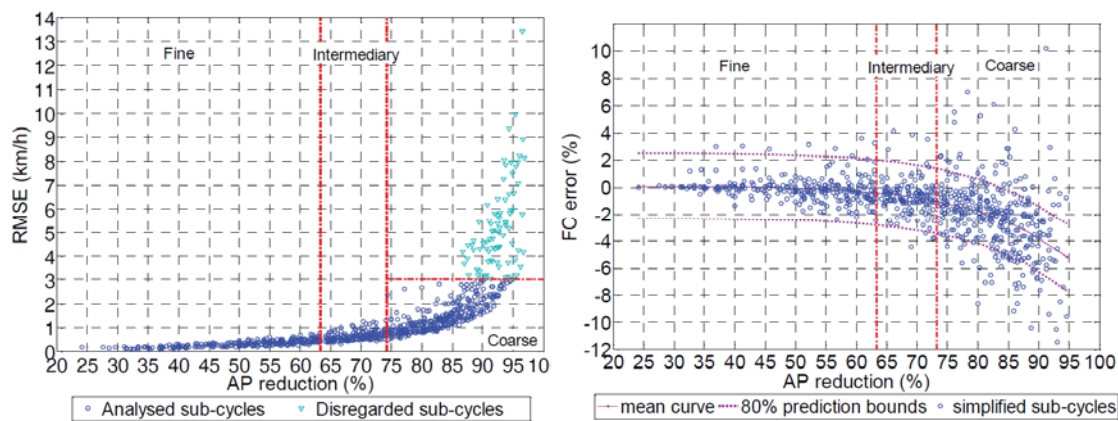 14
13
12
11
10
9
8
7
6
5
4
3
2
1
0
RMSE (km/h)
Fine
Intermediary
Coarse
20 25 30 35 40 45 50 55 60 65 70 75 80 85 90 95 10
AP reduction (%)
Analysed sub-cycles Disregarded sub-cycles
10
8
6
4
2
0
-2
-4
-6
-8
-10
-12
FC error (%)
Fine
Intermediary
Coarse
20 25 30 35 40 45 50 55 60 65 70 75 80 85 90 95 100
AP reduction (%)
mean curve 80% prediction bounds simplified sub-cycles